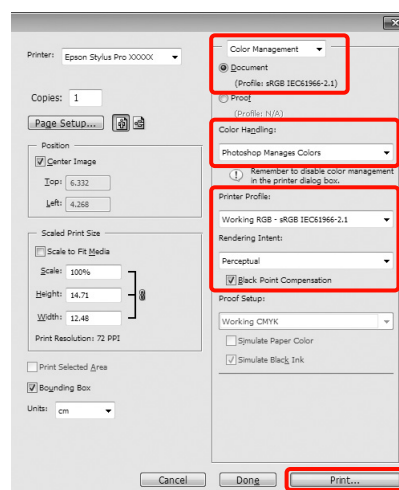 Printer: Epson Stylus Pro XXXXX
Copies: 1
Page Setup...
Position
Center Image
Top: 6.332
Left: 4.268
Scaled Print Size
Scale to Fit Media
Scale: 100%
Height: 14.71
Width: 12.48
Print Resolution: 72 PPI
Print Selected Area
Bounding Box
Units: cm
Color Management
Document
(Profile: sRGB IEC61966-2.1)
Proof
(Profile: N/A)
Color Handling:
Photoshop Manages Colors
Remember to disable color management
in the printer dialog box.
Printer Profile:
Working RGB - sRGB IEC61966-2.1
Rendering Intent:
Perceptual
Black Point Compensation
Proof Setup:
Working CMYK
Simulate Paper Color
Simulate Black Ink
Cancel
Done
Print...